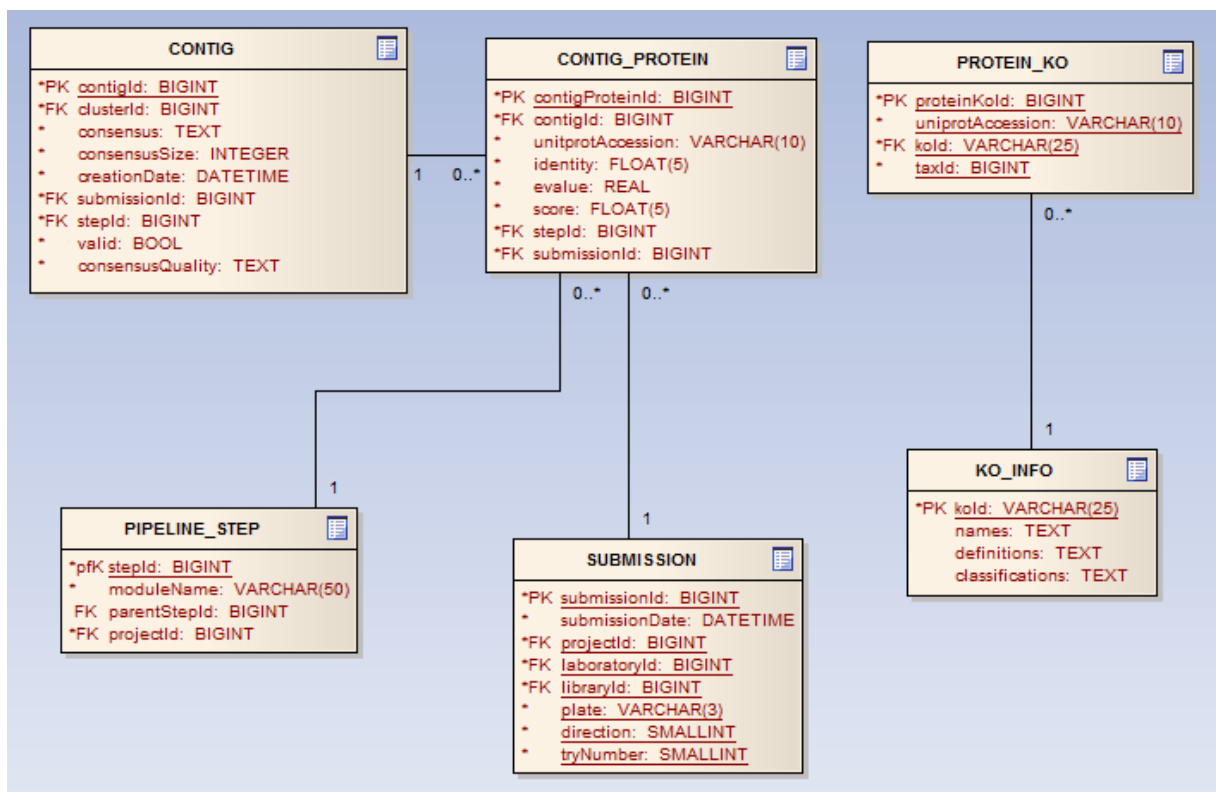 CONTIG
*PK contigId: BIGINT
*FK clusterId: BIGINT
* consensus: TEXT
* consensusSize: INTEGER
* creationDate: DATETIME
*FK submissionId: BIGINT
*FK stepId: BIGINT
* valid: BOOL
* consensusQuality: TEXT
1
0..*
CONTIG_PROTEIN
*PK contigProteinId: BIGINT
*FK contigId: BIGINT
* unitprotAccession: VARCHAR(10)
* identity: FLOAT(5)
* evalue: REAL
* score: FLOAT(5)
*FK stepId: BIGINT
*FK submissionId: BIGINT
0..*
0..*
PROTEIN_KO
*PK proteinKoId: BIGINT
* uniprotAccession: VARCHAR(10)
*FK koId: VARCHAR(25)
* taxId: BIGINT
0..*
1
KO_INFO
*PK koId: VARCHAR(25)
names: TEXT
definitions: TEXT
classifications: TEXT
1
PIPELINE_STEP
*pfK stepId: BIGINT
* moduleName: VARCHAR(50)
FK parentStepId: BIGINT
*FK projectId: BIGINT
1
SUBMISSION
*PK submissionId: BIGINT
* submissionDate: DATETIME
*FK projectId: BIGINT
*FK laboratoryId: BIGINT
*FK libraryId: BIGINT
* plate: VARCHAR(3)
* direction: SMALLINT
* tryNumber: SMALLINT